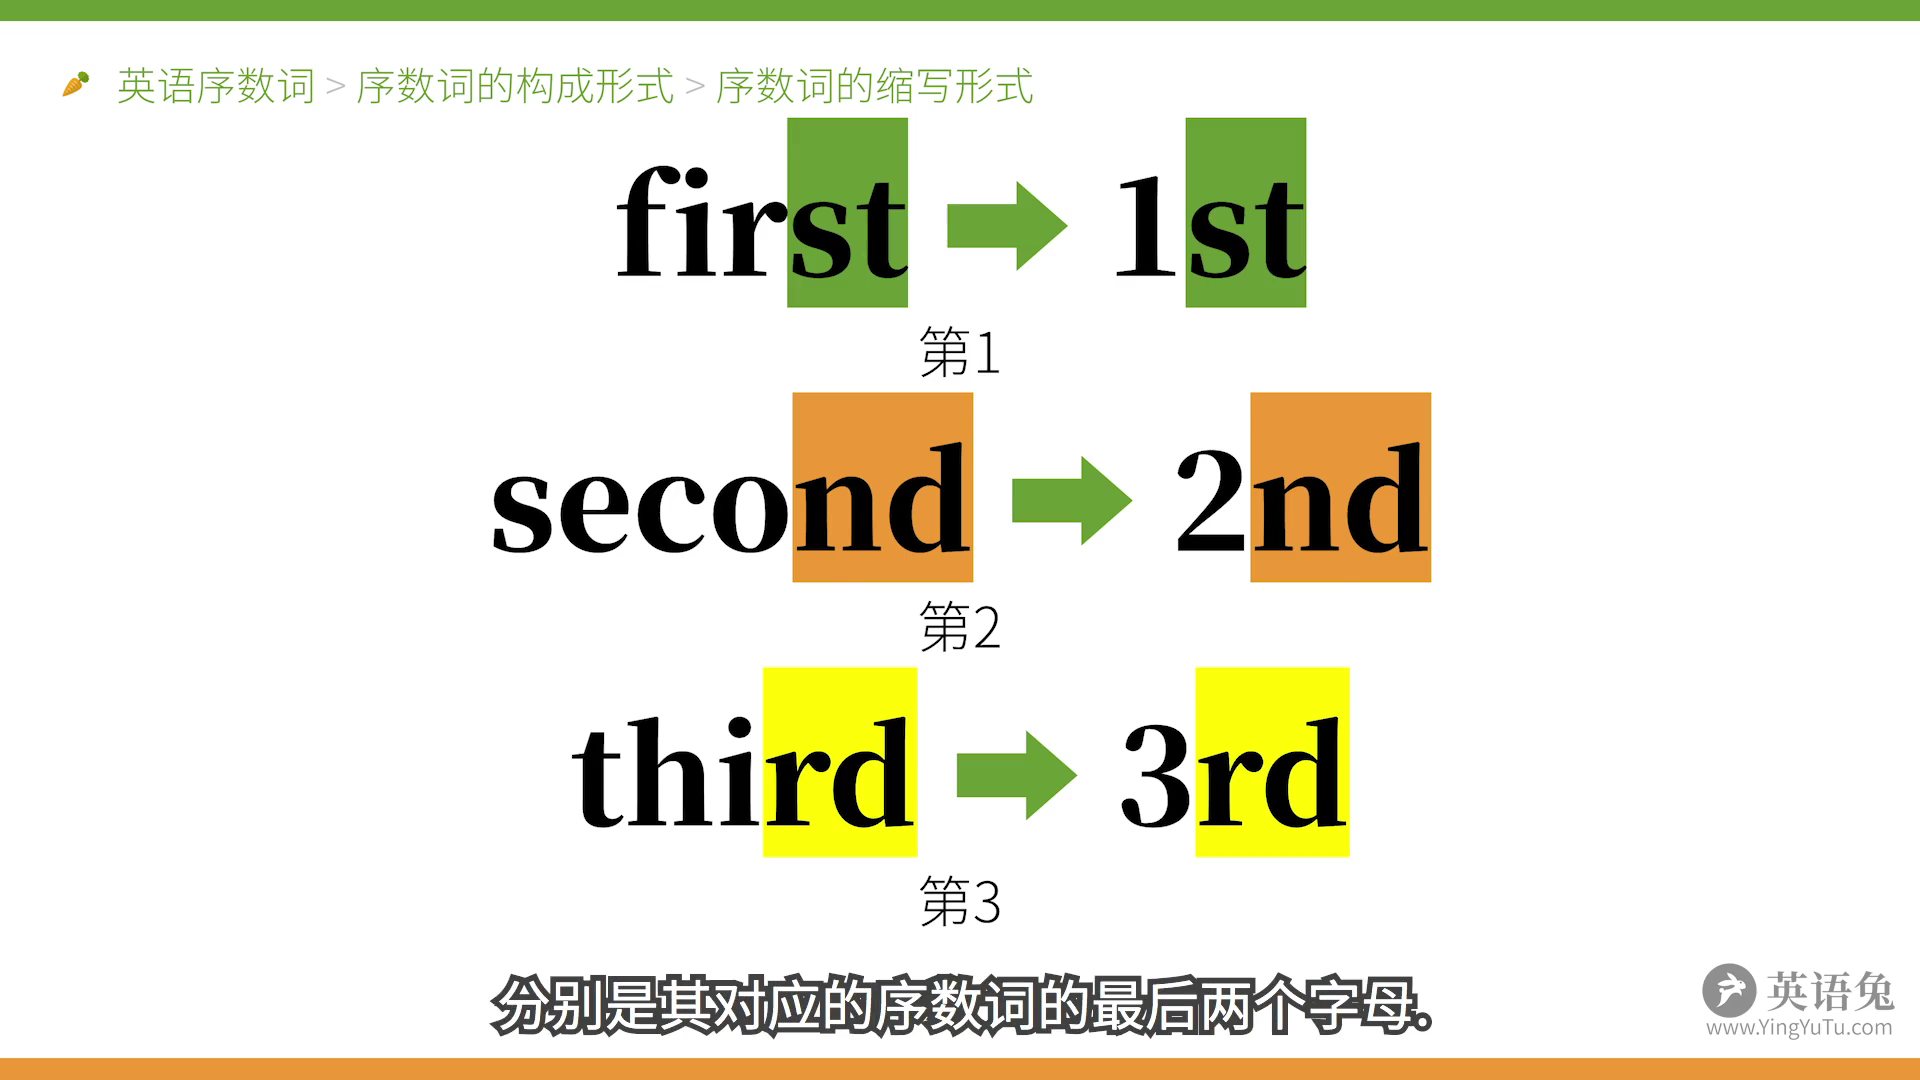 英语序数词 > 序数词的构成形式 > 序数词的缩写形式
first 1st
第1
second 2nd
第2
third 3rd
第3
分别是其对应的序数词的最后两个字母.
英语兔
www.YingYuTu.com